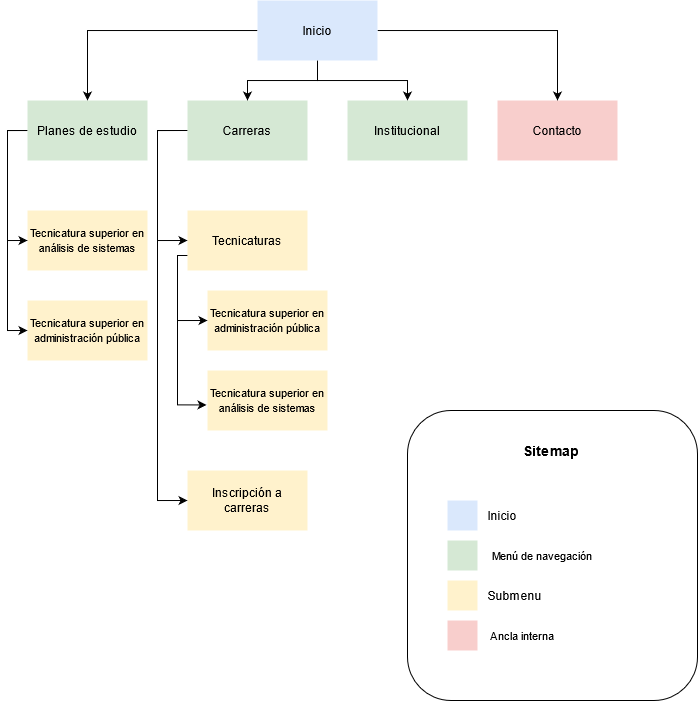 Inicio
Planes de estudio
Carreras
Institucional
Contacto
Tecnicatura superior en
análisis de sistemas
Tecnicatura superior en
administración pública
Tecnicaturas
Tecnicatura superior en
administración pública
Tecnicatura superior en
análisis de sistemas
Inscripción a
carreras
Sitemap
Inicio
Menú de navegación
Submenu
Ancla interna